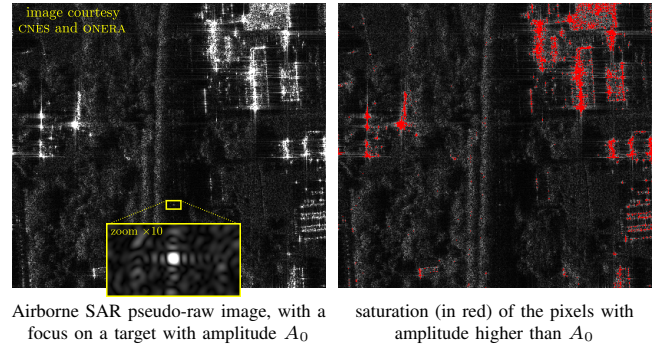 image courtesy
CNES and ONERA
zoom ×10
Airborne SAR pseudo-raw image, with a
focus on a target with amplitude A₀
saturation (in red) of the pixels with
amplitude higher than A₀